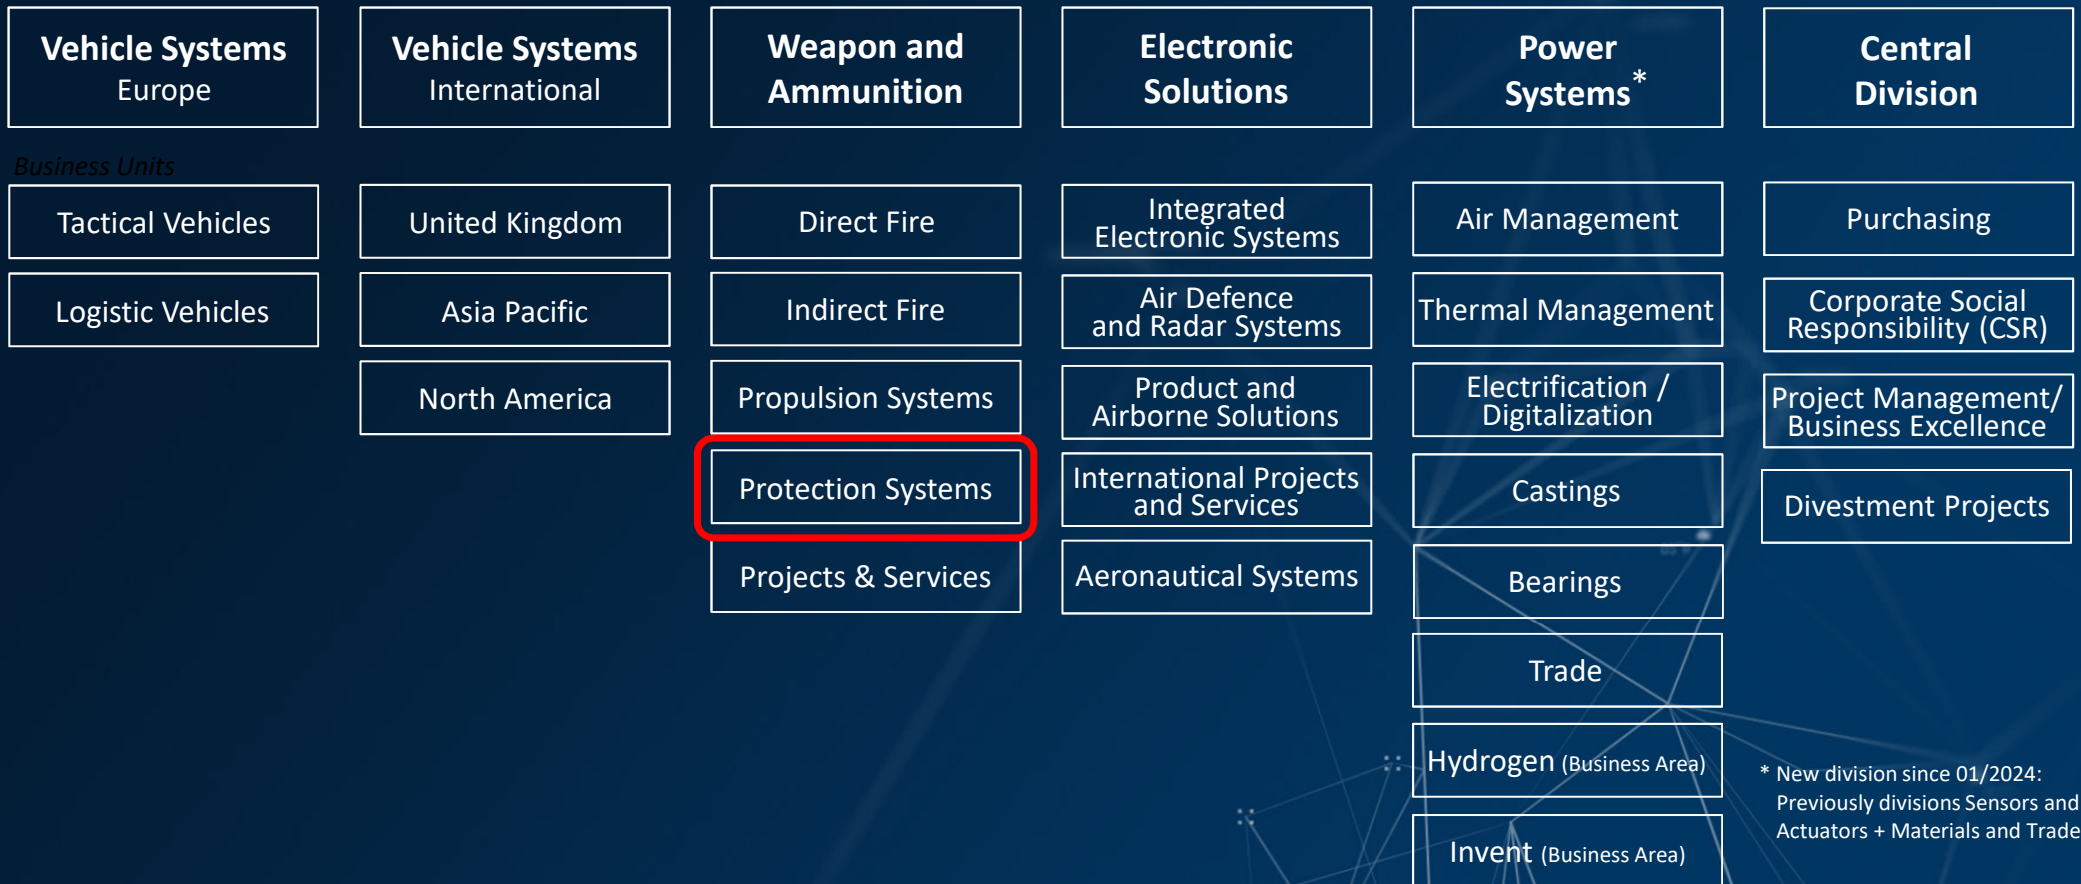 Vehicle Systems
Europe
Vehicle Systems
International
Weapon and
Ammunition
Electronic
Solutions
Power
Systems*
Central
Division
Business Units
Tactical Vehicles
Logistic Vehicles
United Kingdom
Asia Pacific
North America
Direct Fire
Indirect Fire
Propulsion Systems
Protection Systems
Projects & Services
Integrated
Electronic Systems
Air Defence
and Radar Systems
Product and
Airborne Solutions
International Projects
and Services
Aeronautical Systems
Air Management
Thermal Management
Electrification /
Digitalization
Castings
Bearings
Trade
Hydrogen (Business Area)
Invent (Business Area)
Purchasing
Corporate Social
Responsibility (CSR)
Project Management/
Business Excellence
Divestment Projects
* New division since 01/2024:
Previously divisions Sensors and
Actuators + Materials and Trade